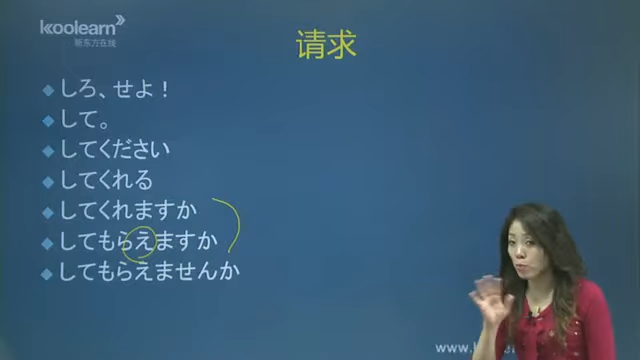 koolearn
新东方在线
请求
しろ、せよ！
して。
してください
してくれる
してくれますか
してもらえますか
してもらえませんか
www.k